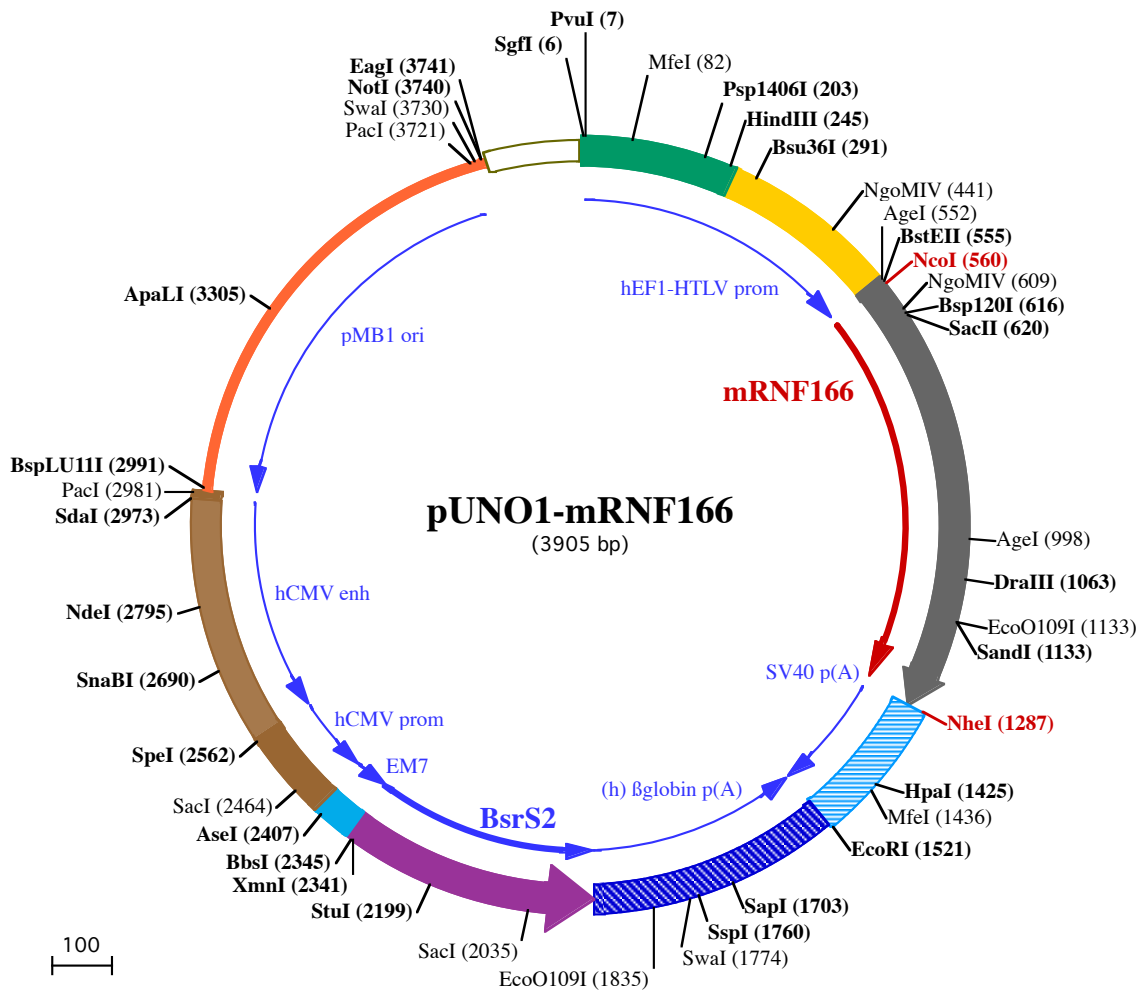 PvuI (7)
SgfI (6)
MfeI (82)
Psp1406I (203)
HindIII (245)
Bsu36I (291)
NgoMIV (441)
AgeI (552)
BstEII (555)
NcoI (560)
NgoMIV (609)
Bsp120I (616)
SacII (620)
AgeI (998)
DraIII (1063)
EcoO109I (1133)
SandI (1133)
NheI (1287)
HpaI (1425)
MfeI (1436)
EcoRI (1521)
SapI (1703)
SspI (1760)
SwaI (1774)
EcoO109I (1835)
SacI (2035)
StuI (2199)
XmnI (2341)
BbsI (2345)
AseI (2407)
SacI (2464)
SpeI (2562)
SnaBI (2690)
NdeI (2795)
SdaI (2973)
PacI (2981)
BspLU11I (2991)
ApaLI (3305)
PacI (3721)
SwaI (3730)
NotI (3740)
EagI (3741)
hEF1-HTLV prom
pMB1 ori
mRNF166
pUNO1-mRNF166
(3905 bp)
hCMV enh
SV40 p(A)
hCMV prom
EM7
(h) ßglobin p(A)
BsrS2
100